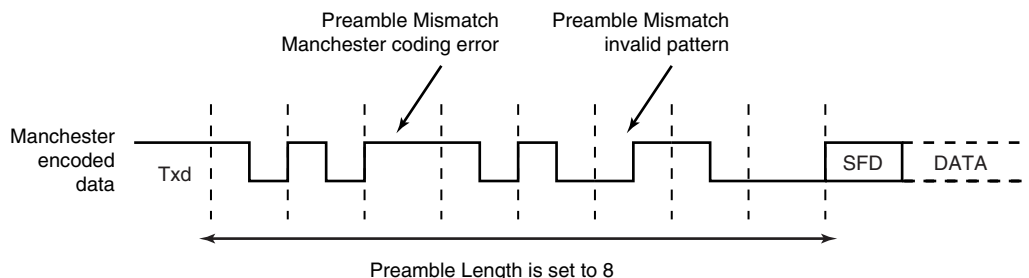 Preamble Mismatch
Manchester coding error
Preamble Mismatch
invalid pattern
Manchester
encoded
data
Txd
SFD
DATA
Preamble Length is set to 8